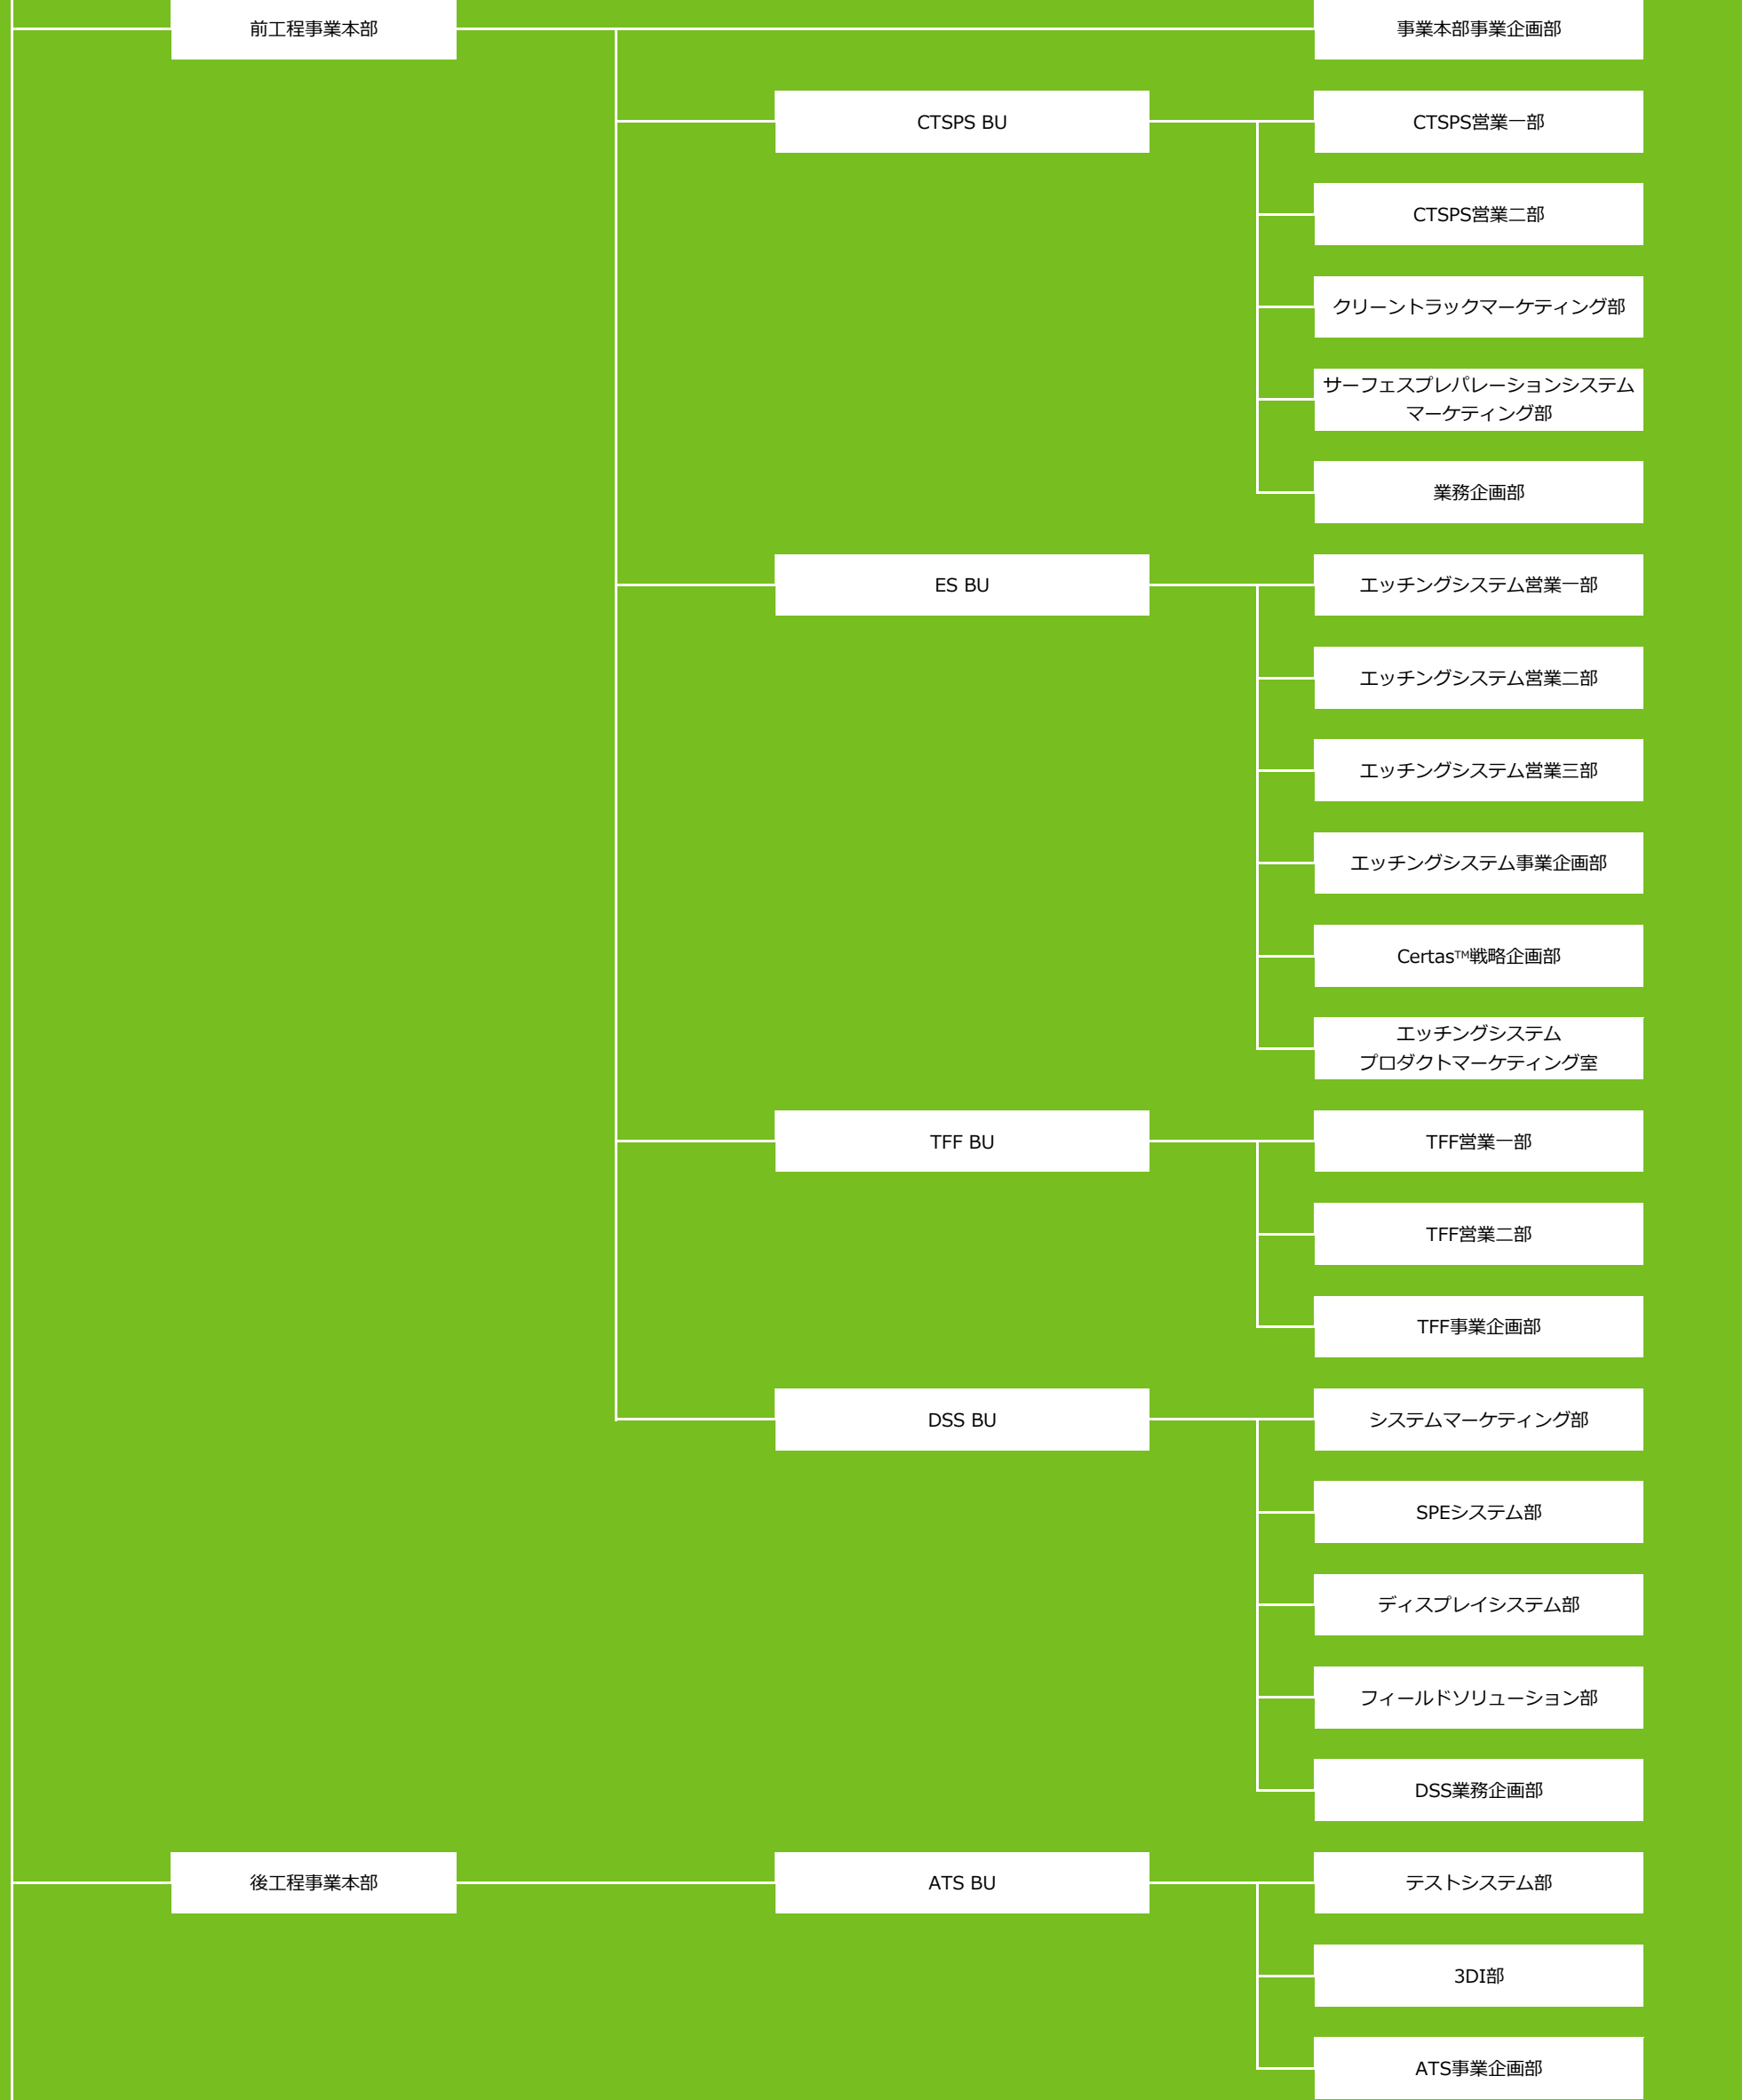 前工程事業本部
事業本部事業企画部
CTSPS BU
CTSPS営業一部
CTSPS営業二部
クリーントラックマーケティング部
サーフェスプレパレーションシステム
マーケティング部
業務企画部
ES BU
エッチングシステム営業一部
エッチングシステム営業二部
エッチングシステム営業三部
エッチングシステム事業企画部
Certas™戦略企画部
エッチングシステム
プロダクトマーケティング室
TFF BU
TFF営業一部
TFF営業二部
TFF事業企画部
DSS BU
システムマーケティング部
SPEシステム部
ディスプレイシステム部
フィールドソリューション部
DSS業務企画部
後工程事業本部
ATS BU
テストシステム部
3DI部
ATS事業企画部